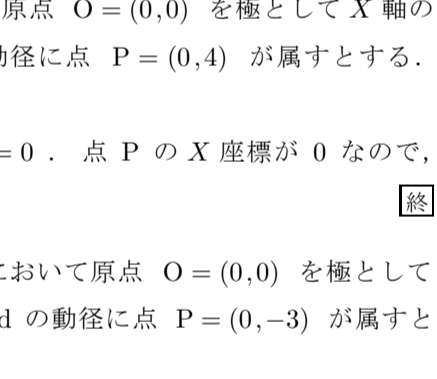 原点 O = (0,0) を極として X 軸の
動径に点 P = (0,4) が属すとする.
= 0 . 点 P の X 座標が 0 なので,
終
において原点 O = (0,0) を極として
d の動径に点 P = (0,−3) が属すと